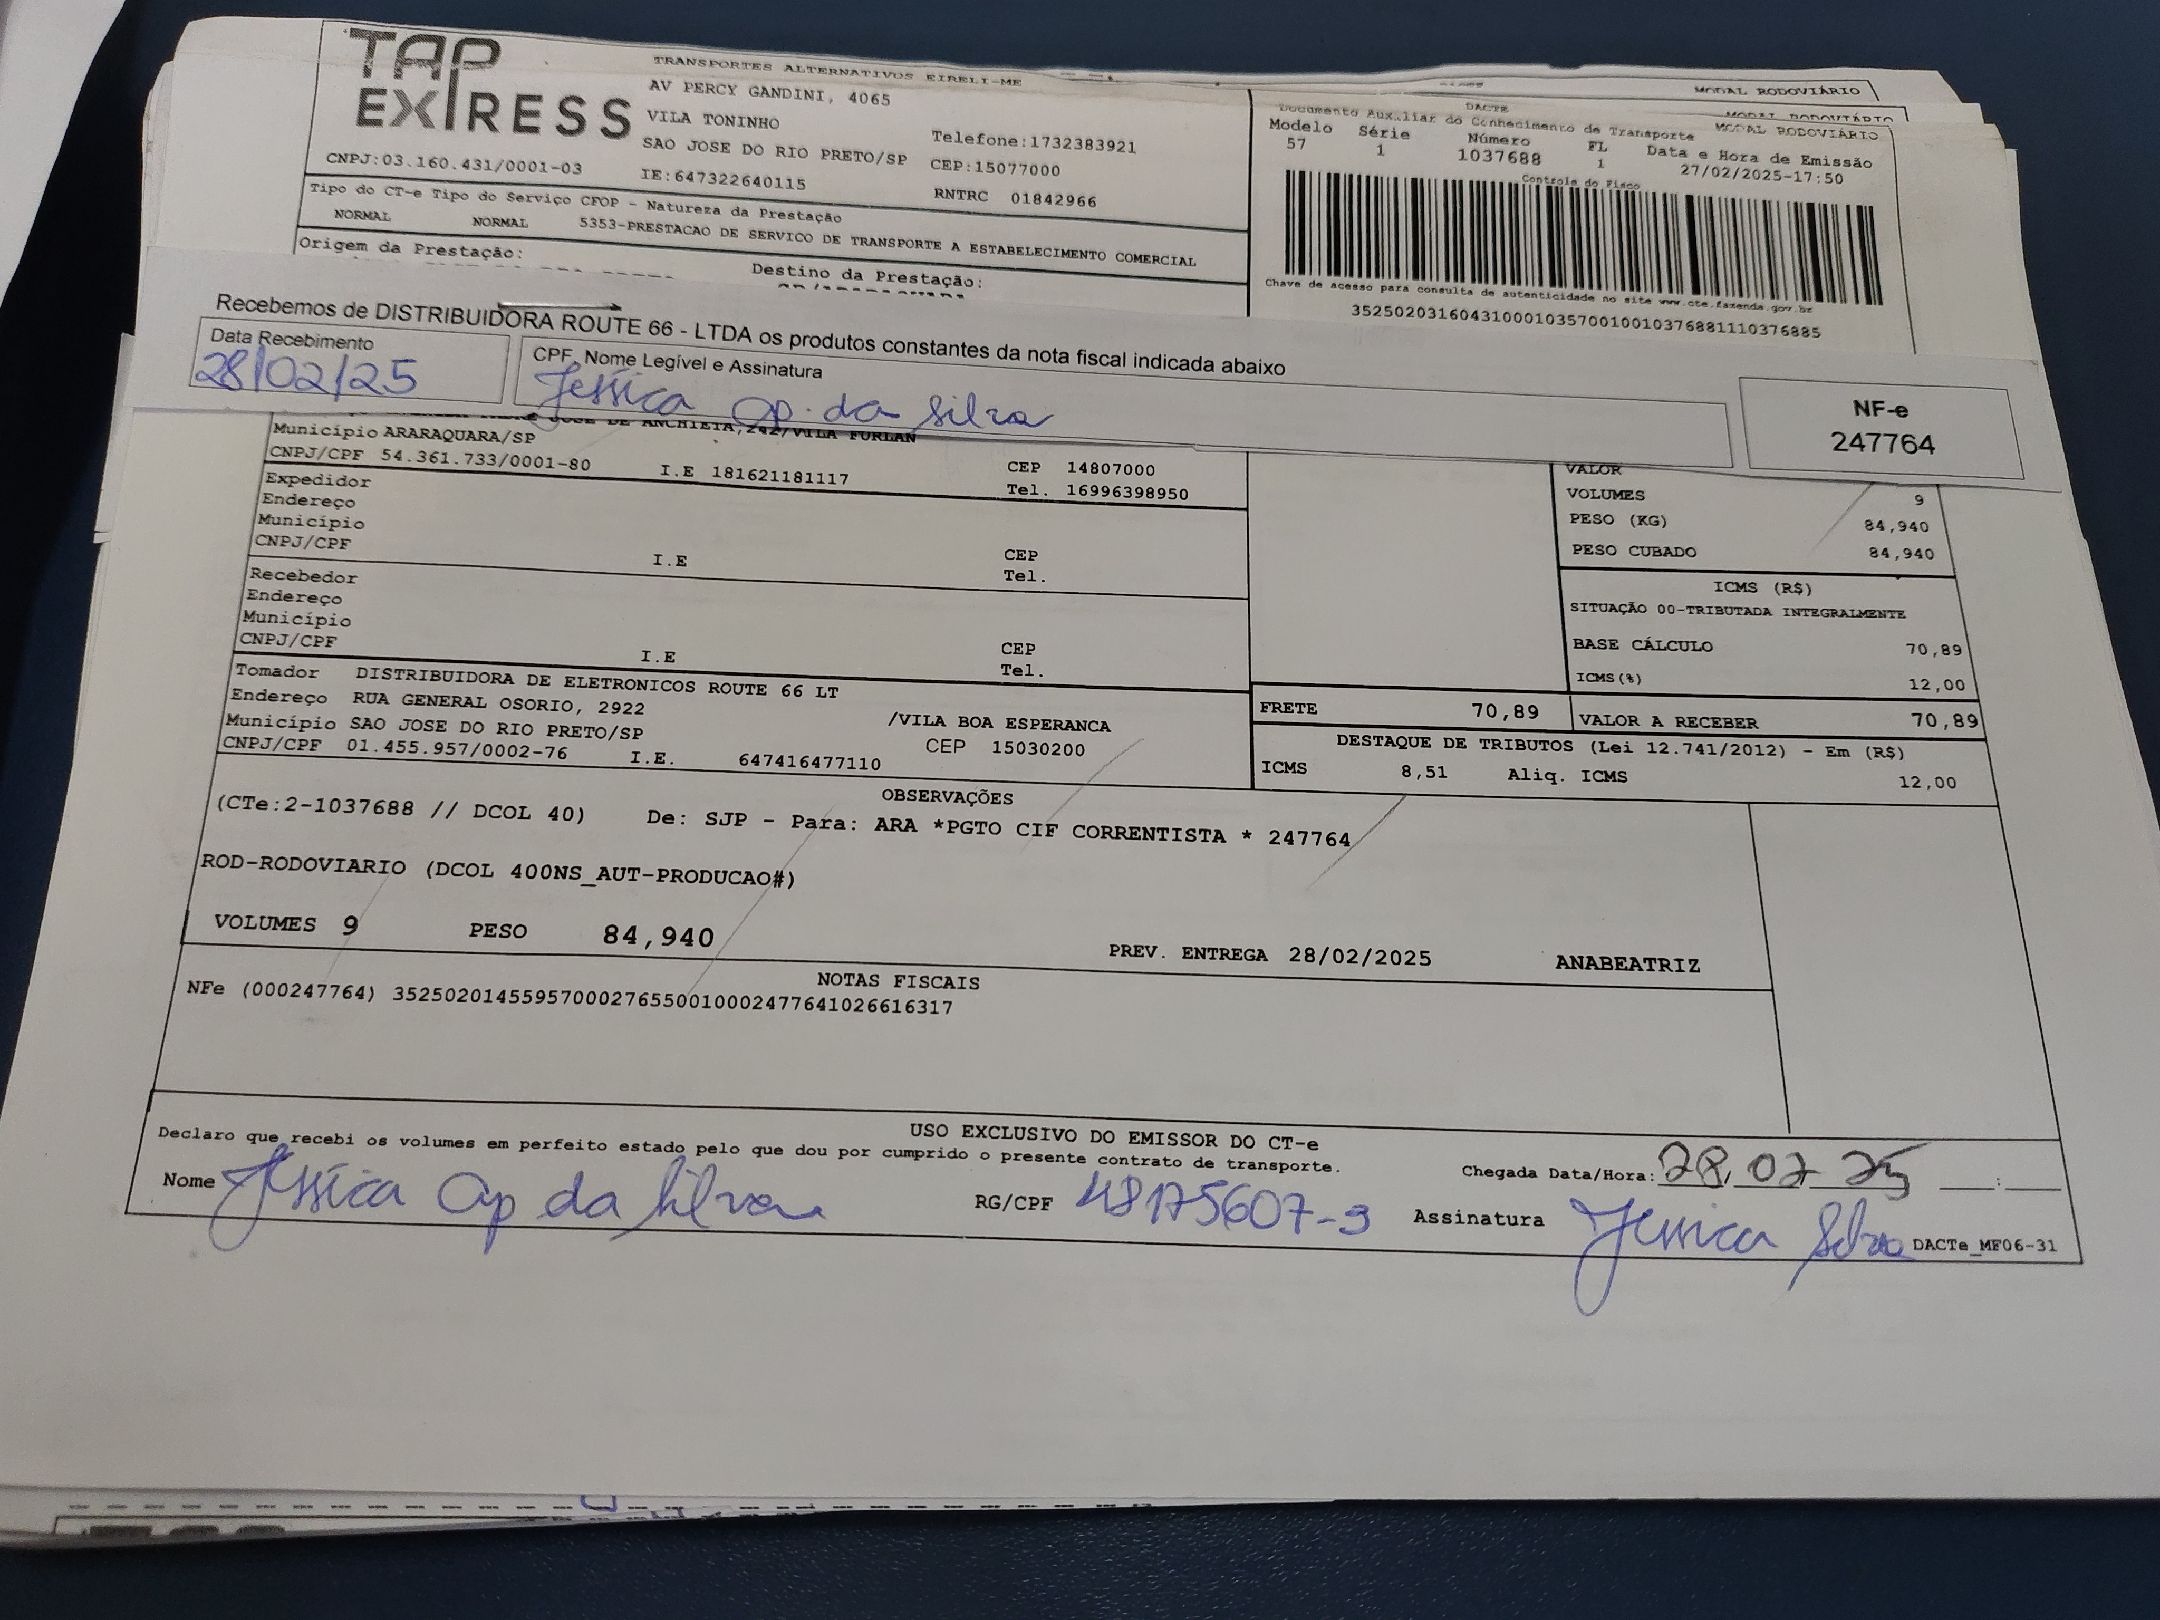 TAP
EXPRESS
TRANSPORTES ALTERNATIVOS EIRELI-ME
AV PERCY GANDINI, 4065
VILA TONINHO
SAO JOSE DO RIO PRETO/SP
Telefone:1732383921
CEP:15077000
CNPJ:03.160.431/0001-03
IE:647322640115
RNTRC 01842966
MODAL RODOVIÁRIO
MODAL RODOVIÁRIO
DACTE MODAL RODOVIÁRIO
Documento Auxiliar do Conhecimento de Transporte
Modelo Série Número FL Data e Hora de Emissão
57 1 1037688 1 27/02/2025-17:50
Controle do Fisco
Chave de acesso para consulta de autenticidade no site www.cte.fazenda.gov.br
35250203160431000103570010010376881110376885
Tipo do CT-e Tipo do Serviço CFOP - Natureza da Prestação
NORMAL NORMAL 5353-PRESTACAO DE SERVICO DE TRANSPORTE A ESTABELECIMENTO COMERCIAL
Origem da Prestação: Destino da Prestação:
Recebemos de DISTRIBUIDORA ROUTE 66 - LTDA os produtos constantes da nota fiscal indicada abaixo
Data Recebimento
28/02/25
CPF, Nome Legível e Assinatura
Jessica ap. da silva
NF-e
247764
JOSE DE ANCHIETA,242/VILA FURLAN
Município ARARAQUARA/SP
CEP 14807000
CNPJ/CPF 54.361.733/0001-80 I.E 181621181117
Tel. 16996398950
Expedidor
Endereço
Município
CNPJ/CPF I.E CEP
Tel.
Recebedor
Endereço
Município
CNPJ/CPF I.E CEP
Tel.
Tomador DISTRIBUIDORA DE ELETRONICOS ROUTE 66 LT
Endereço RUA GENERAL OSORIO, 2922 /VILA BOA ESPERANCA
Município SAO JOSE DO RIO PRETO/SP CEP 15030200
CNPJ/CPF 01.455.957/0002-76 I.E. 647416477110
VALOR
VOLUMES 9
PESO (KG) 84,940
PESO CUBADO 84,940
ICMS (R$)
SITUAÇÃO 00-TRIBUTADA INTEGRALMENTE
BASE CÁLCULO 70,89
ICMS(%) 12,00
FRETE 70,89 VALOR A RECEBER 70,89
DESTAQUE DE TRIBUTOS (Lei 12.741/2012) - Em (R$)
ICMS 8,51 Aliq. ICMS 12,00
OBSERVAÇÕES
(CTe:2-1037688 // DCOL 40) De: SJP - Para: ARA *PGTO CIF CORRENTISTA * 247764
ROD-RODOVIARIO (DCOL 400NS_AUT-PRODUCAO#)
VOLUMES 9 PESO 84,940 PREV. ENTREGA 28/02/2025 ANABEATRIZ
NOTAS FISCAIS
NFe (000247764) 35250201455957000276550010002477641026616317
USO EXCLUSIVO DO EMISSOR DO CT-e
Declaro que recebi os volumes em perfeito estado pelo que dou por cumprido o presente contrato de transporte.
Chegada Data/Hora: 28 02 25 :
Nome Jéssica Ap da Silva RG/CPF 48175607-3 Assinatura Jessica Silva
DACTe_MF06-31